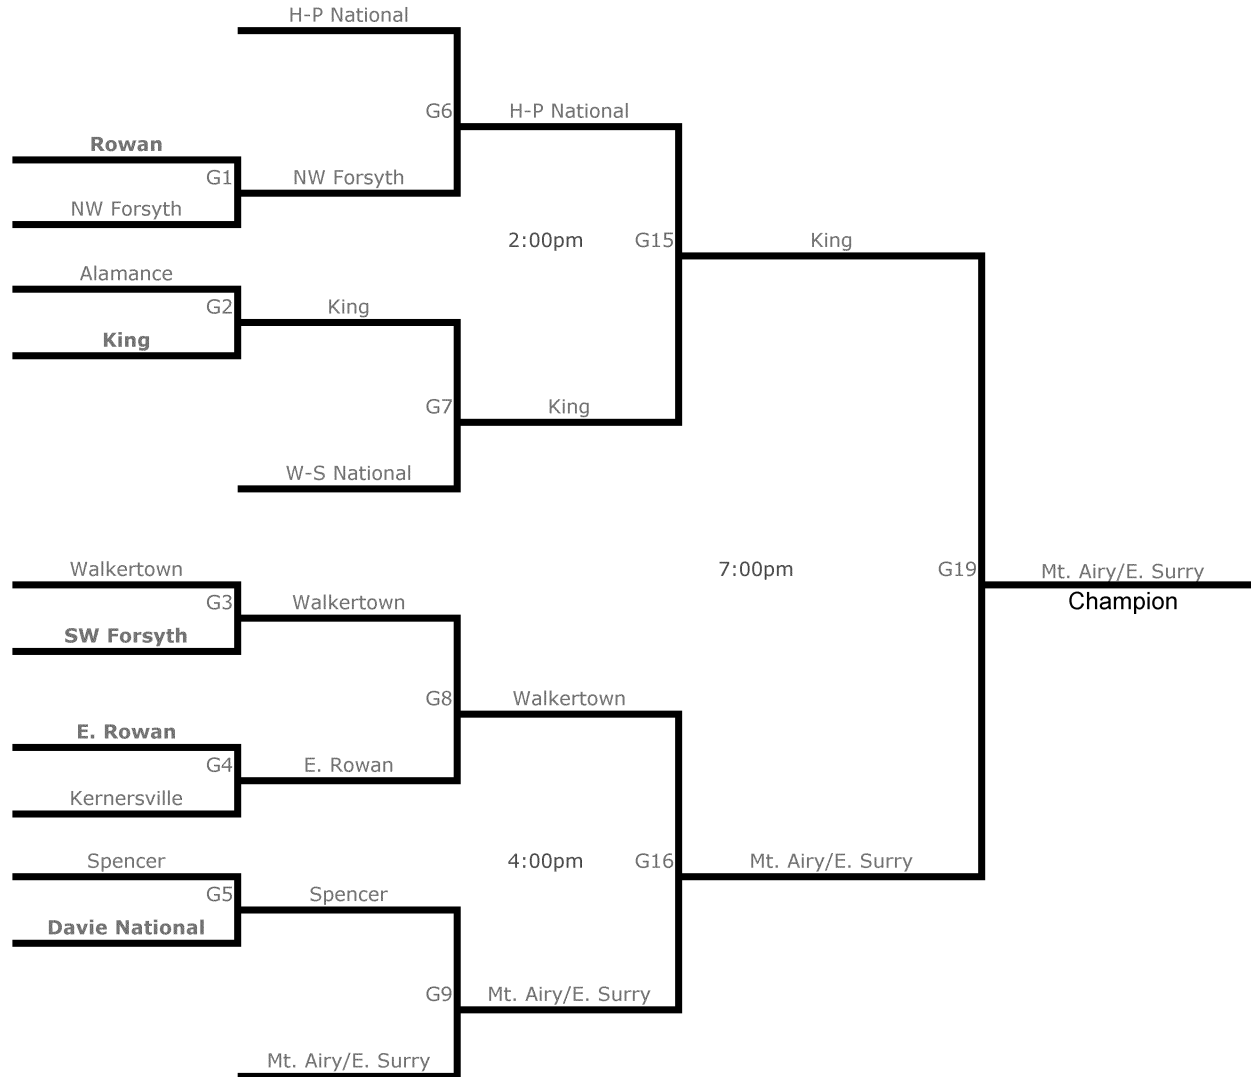 H-P National
G6
H-P National
Rowan
G1
NW Forsyth
NW Forsyth
2:00pm
G15
King
Alamance
G2
King
King
G7
King
W-S National
Walkertown
7:00pm
G19
Mt. Airy/E. Surry
Champion
G3
Walkertown
SW Forsyth
G8
Walkertown
E. Rowan
G4
E. Rowan
Kernersville
Spencer
4:00pm
G16
Mt. Airy/E. Surry
G5
Spencer
Davie National
G9
Mt. Airy/E. Surry
Mt. Airy/E. Surry